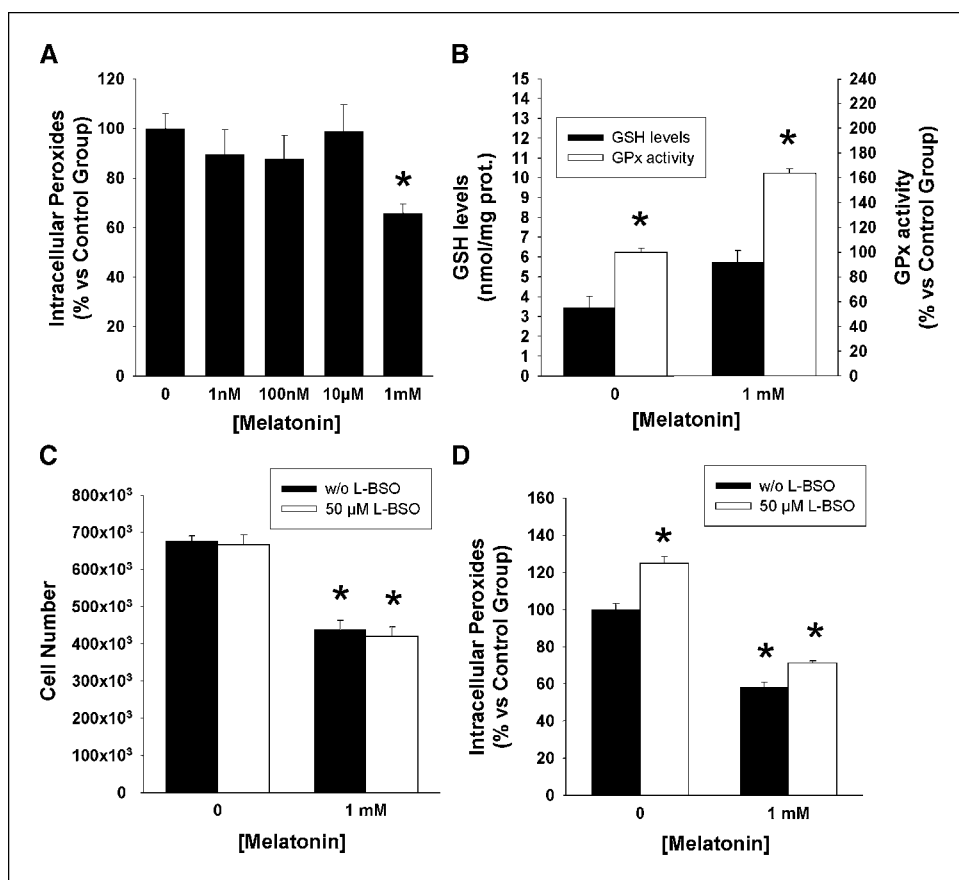 A
Intracellular Peroxides
(% vs Control Group)
120
100
80
60
40
20
0
*
0 1nM 100nM 10µM 1mM
[Melatonin]
B
GSH levels
(nmol/mg prot.)
15
14
13
12
11
10
9
8
7
6
5
4
3
2
1
0
GSH levels
GPx activity
*
*
240
220
200
180
160
140
120
100
80
60
40
20
0
GPx activity
(% vs Control Group)
0 1 mM
[Melatonin]
C
Cell Number
800x10³
700x10³
600x10³
500x10³
400x10³
300x10³
200x10³
100x10³
0
w/o L-BSO
50 µM L-BSO
* *
0 1 mM
[Melatonin]
D
Intracellular Peroxides
(% vs Control Group)
160
140
120
100
80
60
40
20
0
w/o L-BSO
50 µM L-BSO
*
* *
0 1 mM
[Melatonin]